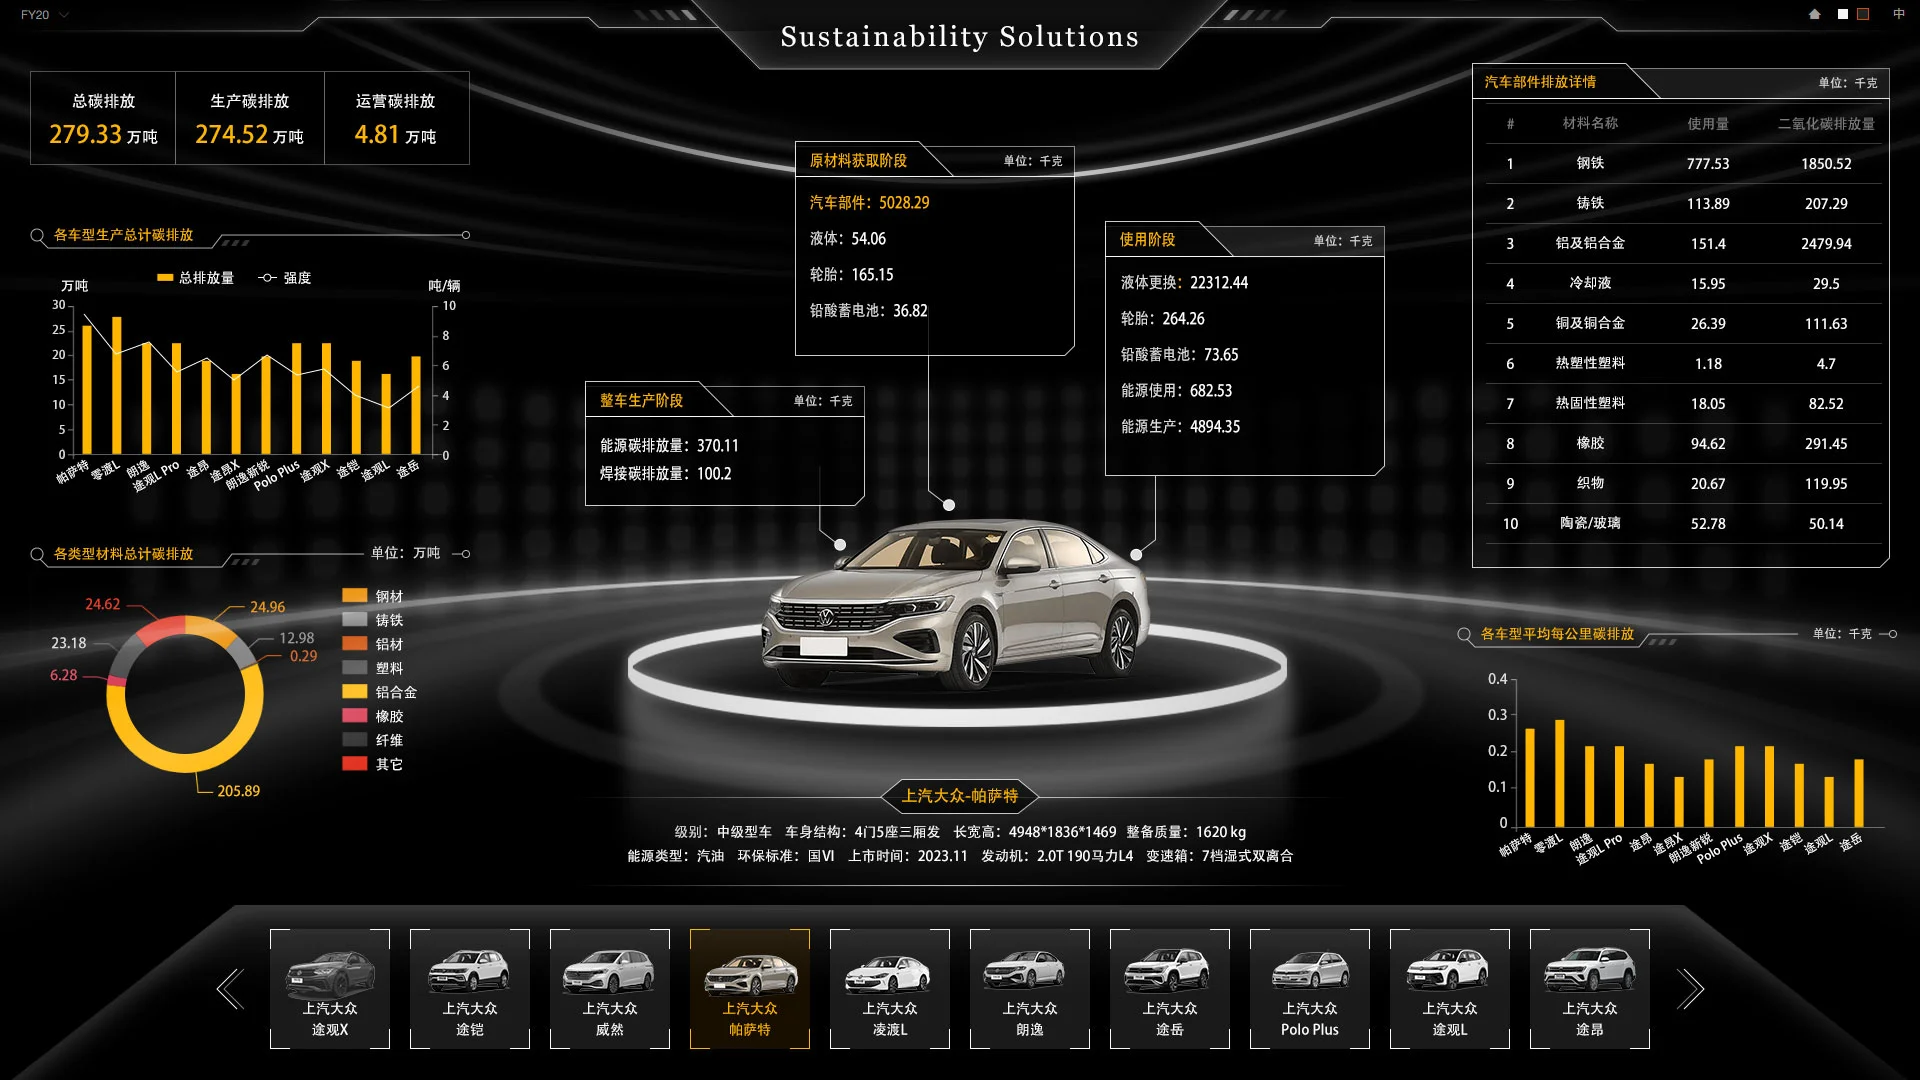 FY20
Sustainability Solutions
中
总碳排放
279.33 万吨
生产碳排放
274.52 万吨
运营碳排放
4.81 万吨
各车型生产总计碳排放
总排放量 强度
万吨
吨/辆
30
25
20
15
10
5
0
10
8
6
4
2
0
帕萨特
零渡L
朗逸
途观L Pro
途昂
途昂X
朗逸新锐
Polo Plus
途观X
途铠
途观L
途岳
各类型材料总计碳排放
单位：万吨
24.62
24.96
23.18
12.98
0.29
6.28
205.89
钢材
铸铁
铝材
塑料
铝合金
橡胶
纤维
其它
原材料获取阶段
单位：千克
汽车部件：5028.29
液体：54.06
轮胎：165.15
铅酸蓄电池：36.82
整车生产阶段
单位：千克
能源碳排放量：370.11
焊接碳排放量：100.2
使用阶段
单位：千克
液体更换：22312.44
轮胎：264.26
铅酸蓄电池：73.65
能源使用：682.53
能源生产：4894.35
上汽大众-帕萨特
级别：中级型车 车身结构：4门5座三厢发 长宽高：4948*1836*1469 整备质量：1620 kg
能源类型：汽油 环保标准：国VI 上市时间：2023.11 发动机：2.0T 190马力L4 变速箱：7档湿式双离合
汽车部件排放详情
单位：千克
# 材料名称 使用量 二氧化碳排放量
1 钢铁 777.53 1850.52
2 铸铁 113.89 207.29
3 铝及铝合金 151.4 2479.94
4 冷却液 15.95 29.5
5 铜及铜合金 26.39 111.63
6 热塑性塑料 1.18 4.7
7 热固性塑料 18.05 82.52
8 橡胶 94.62 291.45
9 织物 20.67 119.95
10 陶瓷/玻璃 52.78 50.14
各车型平均每公里碳排放
单位：千克
0.4
0.3
0.2
0.1
0
帕萨特
零渡L
朗逸
途观L Pro
途昂
途昂X
朗逸新锐
Polo Plus
途观X
途铠
途观L
途岳
上汽大众
途观X
上汽大众
途铠
上汽大众
威然
上汽大众
帕萨特
上汽大众
凌渡L
上汽大众
朗逸
上汽大众
途岳
上汽大众
Polo Plus
上汽大众
途观L
上汽大众
途昂